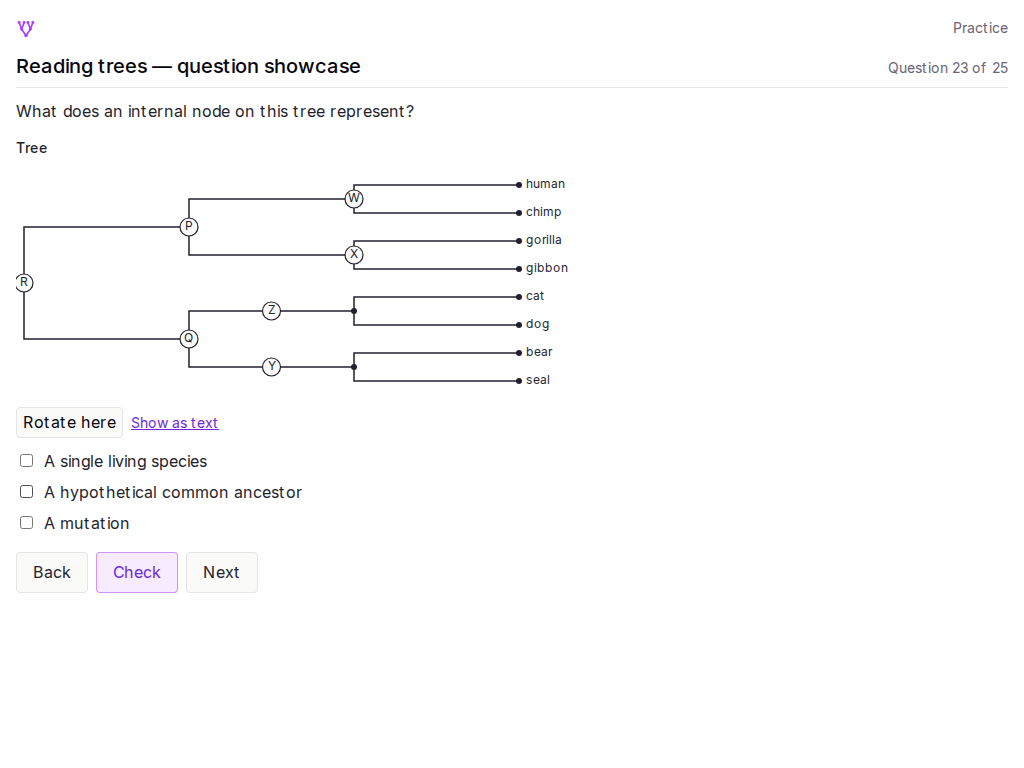 Practice
Reading trees — question showcase
Question 23 of 25
What does an internal node on this tree represent?
Tree
human
W
chimp
P
gorilla
X
gibbon
R
cat
Z
dog
Q
bear
Y
seal
Rotate here Show as text
A single living species
A hypothetical common ancestor
A mutation
Back Check Next